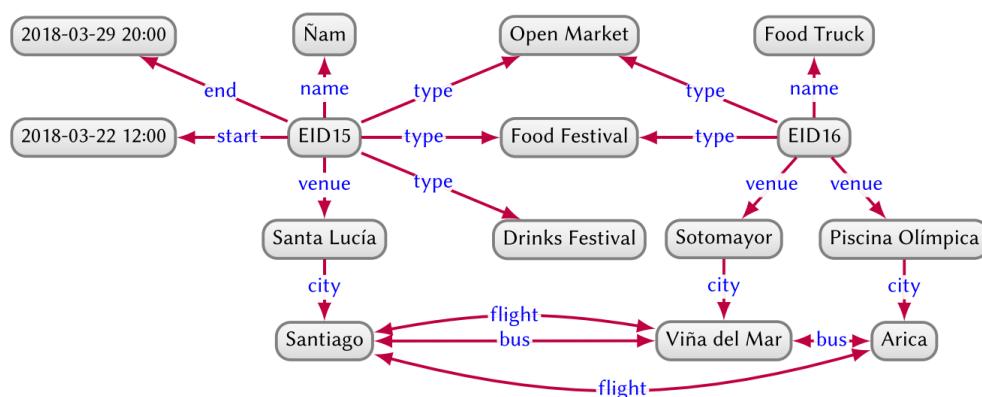 2018-03-29 20:00
Ñam
Open Market
Food Truck
end
name
type
type
name
2018-03-22 12:00
start
EID15
type
Food Festival
type
EID16
venue
type
venue
venue
Santa Lucía
Drinks Festival
Sotomayor
Piscina Olímpica
city
city
city
flight
Santiago
bus
Viña del Mar
bus
Arica
flight